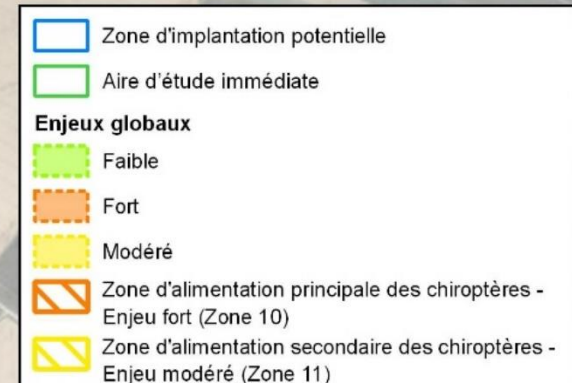 Zone d'implantation potentielle
Aire d'étude immédiate
Enjeux globaux
Faible
Fort
Modéré
Zone d'alimentation principale des chiroptères -
Enjeu fort (Zone 10)
Zone d'alimentation secondaire des chiroptères -
Enjeu modéré (Zone 11)